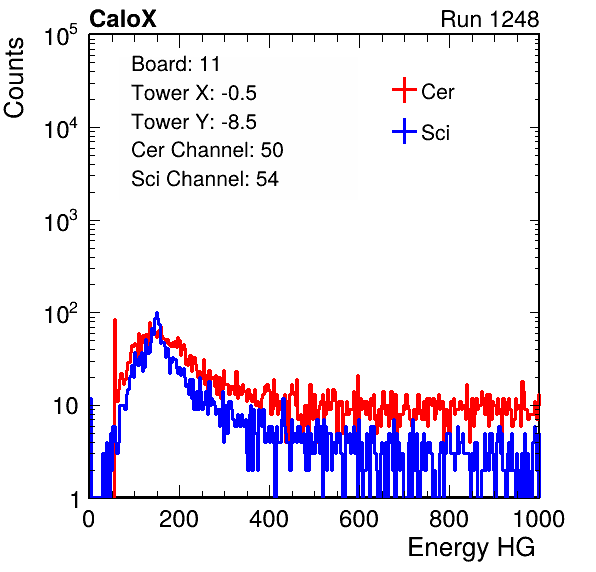 CaloX Run 1248
Counts
10^5
10^4
10^3
10^2
10
1
Board: 11
Tower X: -0.5
Tower Y: -8.5
Cer Channel: 50
Sci Channel: 54
Cer
Sci
0 200 400 600 800 1000
Energy HG